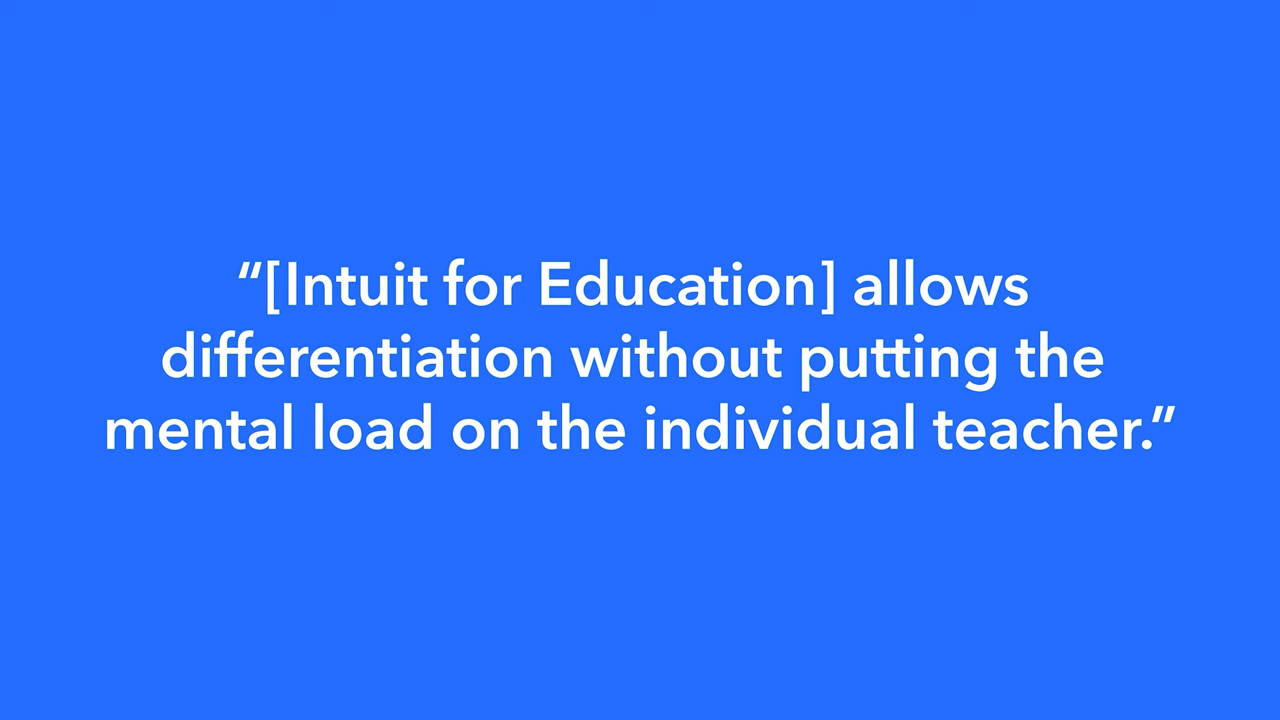 “[Intuit for Education] allows
differentiation without putting the
mental load on the individual teacher.”